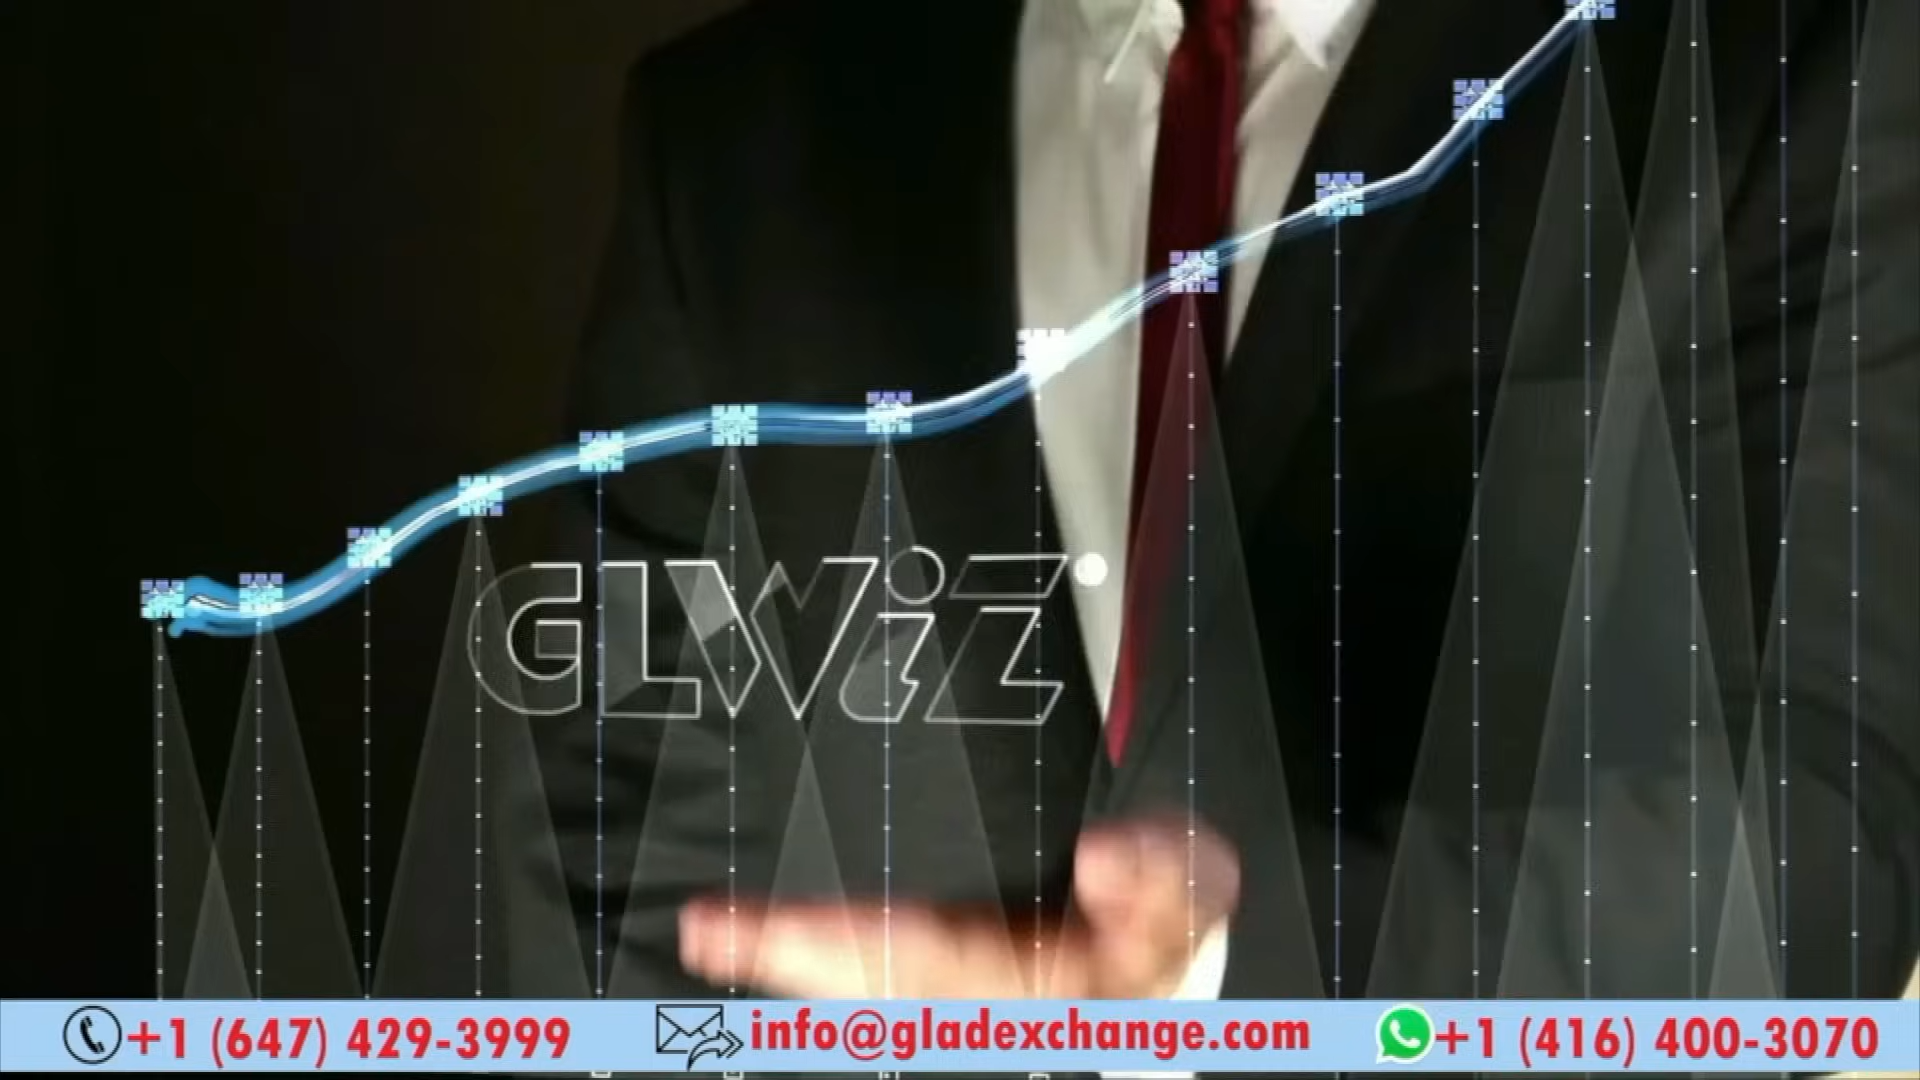 GLWiZ
+1 (647) 429-3999
info@gladexchange.com
+1 (416) 400-3070